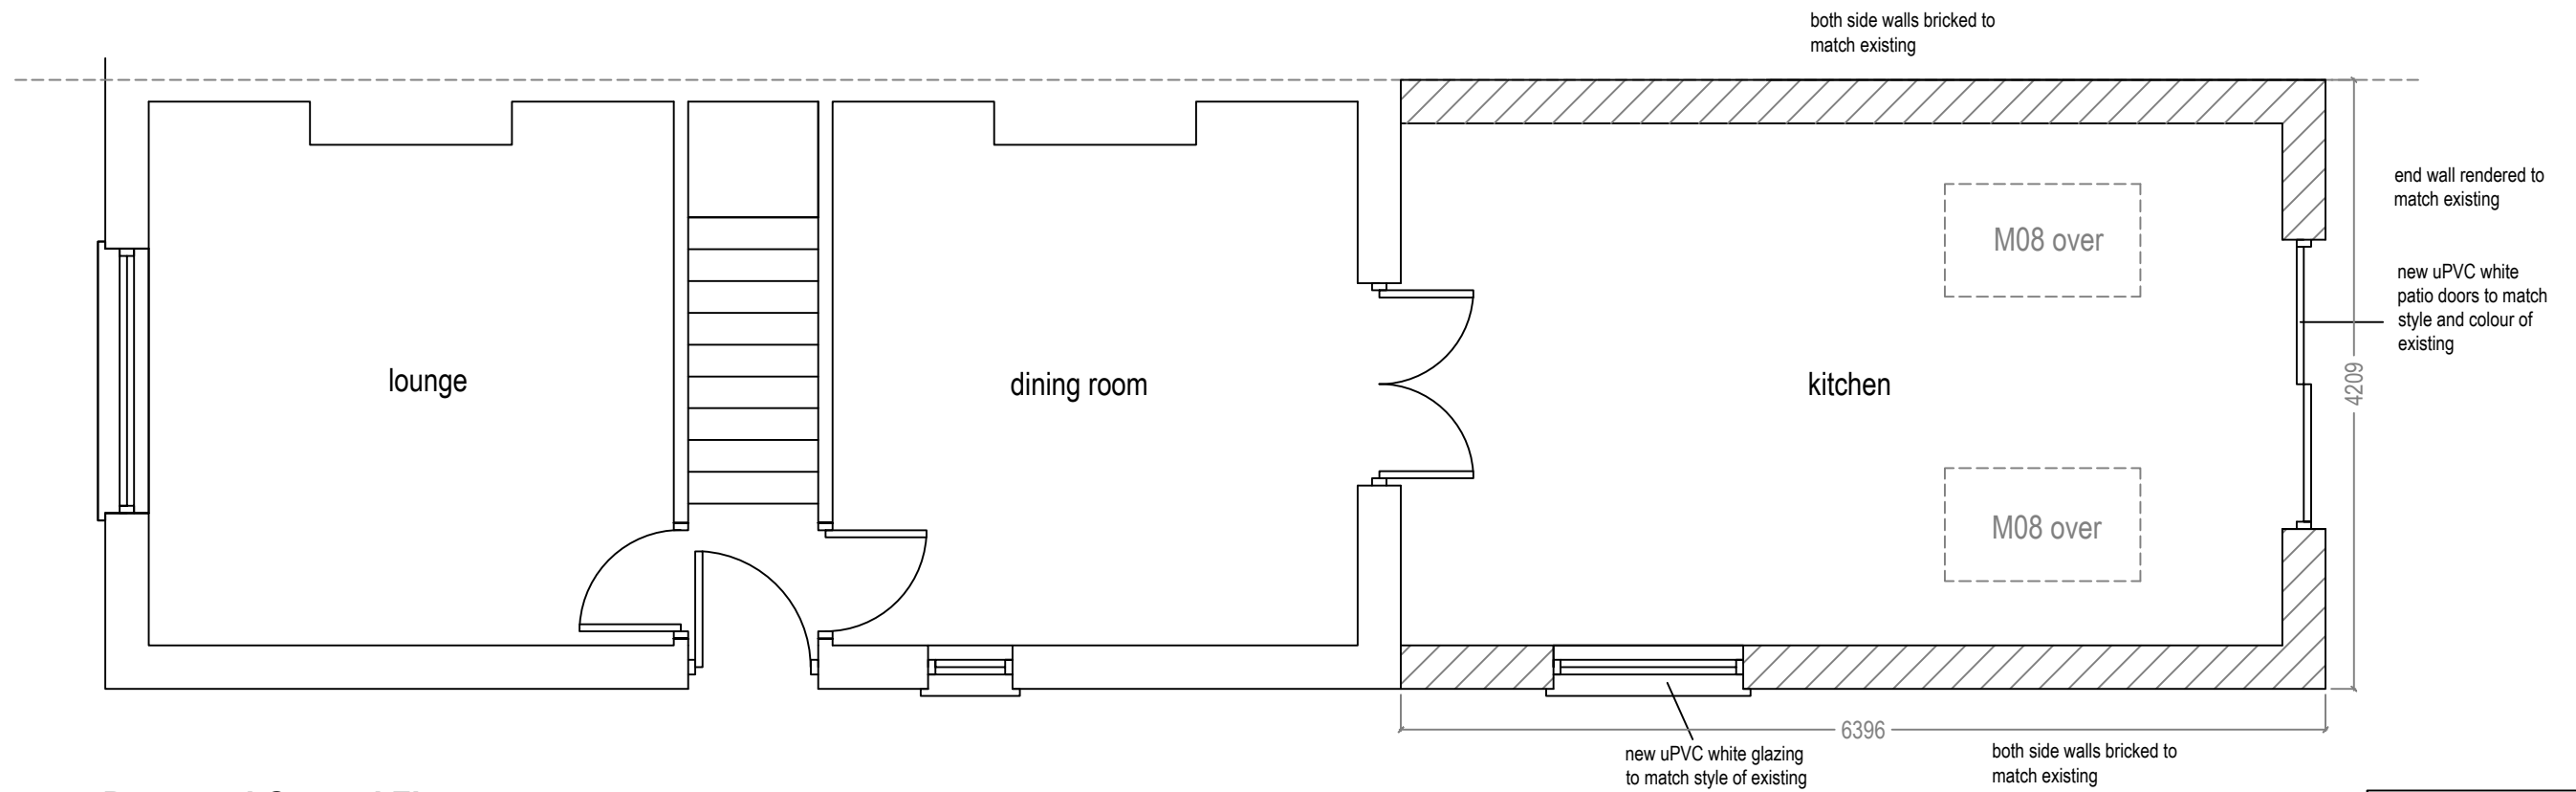 both side walls bricked to
match existing
end wall rendered to
match existing
M08 over
new uPVC white
patio doors to match
style and colour of
existing
lounge
dining room
kitchen
4209
M08 over
6396
new uPVC white glazing
to match style of existing
both side walls bricked to
match existing